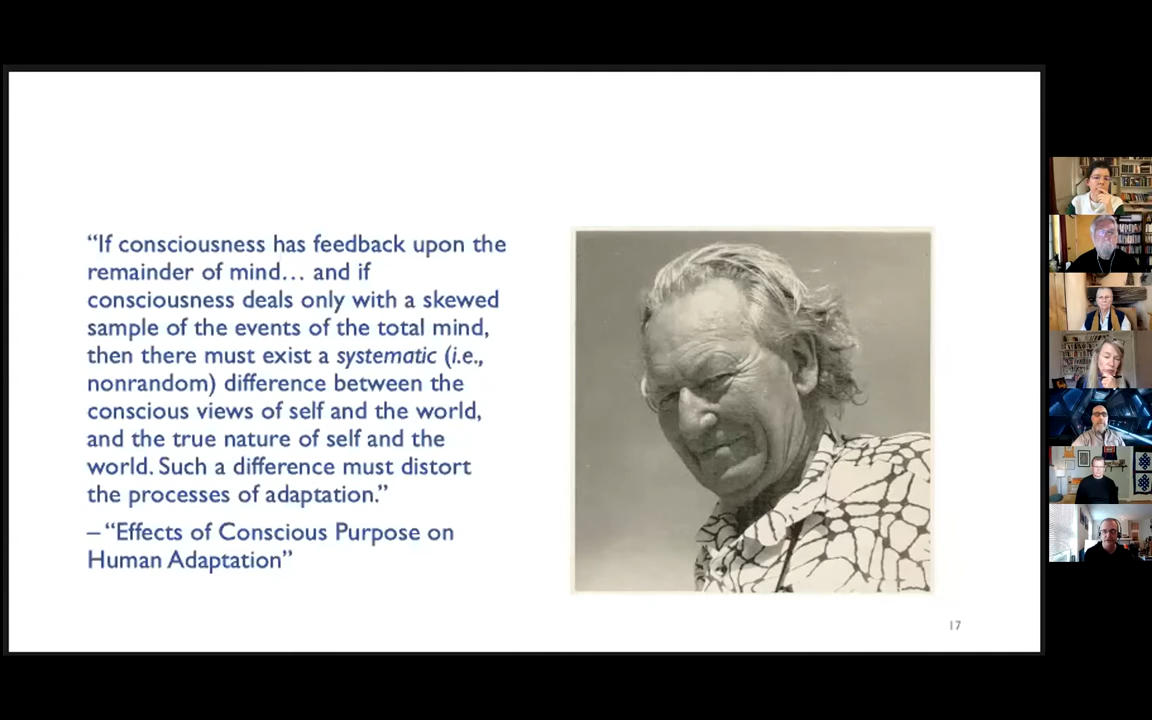 “If consciousness has feedback upon the
remainder of mind… and if
consciousness deals only with a skewed
sample of the events of the total mind,
then there must exist a systematic (i.e.,
nonrandom) difference between the
conscious views of self and the world,
and the true nature of self and the
world. Such a difference must distort
the processes of adaptation.”
– “Effects of Conscious Purpose on
Human Adaptation”
17